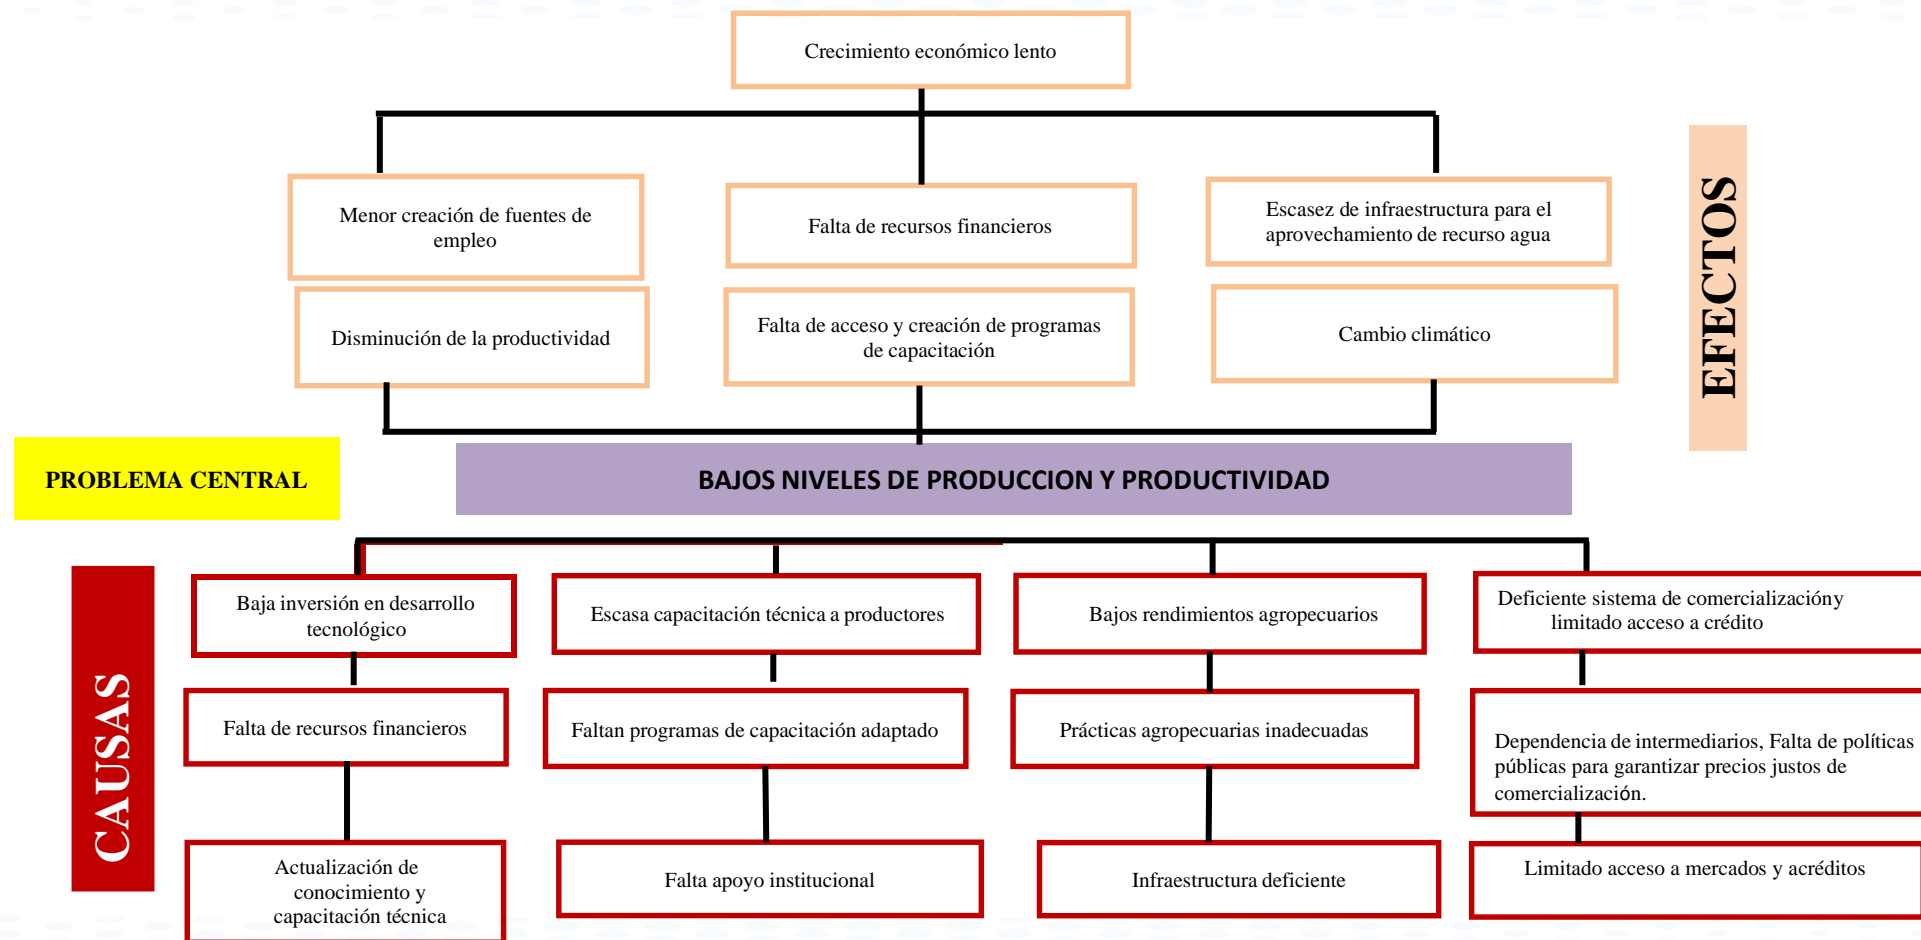 Crecimiento económico lento
Menor creación de fuentes de
empleo
Falta de recursos financieros
Escasez de infraestructura para el
aprovechamiento de recurso agua
EFECTOS
Disminución de la productividad
Falta de acceso y creación de programas
de capacitación
Cambio climático
PROBLEMA CENTRAL
BAJOS NIVELES DE PRODUCCION Y PRODUCTIVIDAD
CAUSAS
Baja inversión en desarrollo
tecnológico
Escasa capacitación técnica a productores
Bajos rendimientos agropecuarios
Deficiente sistema de comercializacióny
limitado acceso a crédito
Falta de recursos financieros
Faltan programas de capacitación adaptado
Prácticas agropecuarias inadecuadas
Dependencia de intermediarios, Falta de políticas
públicas para garantizar precios justos de
comercialización.
Actualización de
conocimiento y
capacitación técnica
Falta apoyo institucional
Infraestructura deficiente
Limitado acceso a mercados y acréditos